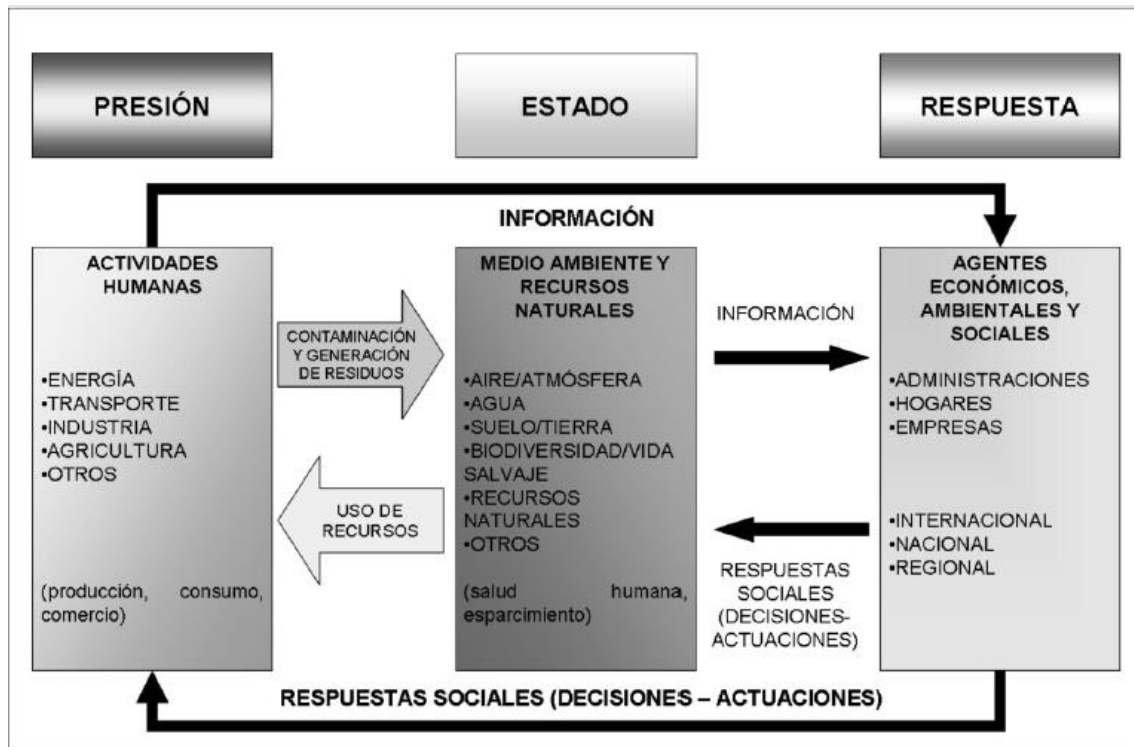 PRESIÓN
ESTADO
RESPUESTA
INFORMACIÓN
ACTIVIDADES
HUMANAS
•ENERGÍA
•TRANSPORTE
•INDUSTRIA
•AGRICULTURA
•OTROS
(producción, consumo,
comercio)
CONTAMINACIÓN
Y GENERACIÓN
DE RESIDUOS
USO DE
RECURSOS
MEDIO AMBIENTE Y
RECURSOS
NATURALES
•AIRE/ATMÓSFERA
•AGUA
•SUELO/TIERRA
•BIODIVERSIDAD/VIDA
SALVAJE
•RECURSOS
NATURALES
•OTROS
(salud humana,
esparcimiento)
INFORMACIÓN
RESPUESTAS
SOCIALES
(DECISIONES-
ACTUACIONES)
AGENTES
ECONÓMICOS,
AMBIENTALES Y
SOCIALES
•ADMINISTRACIONES
•HOGARES
•EMPRESAS
•INTERNACIONAL
•NACIONAL
•REGIONAL
RESPUESTAS SOCIALES (DECISIONES – ACTUACIONES)